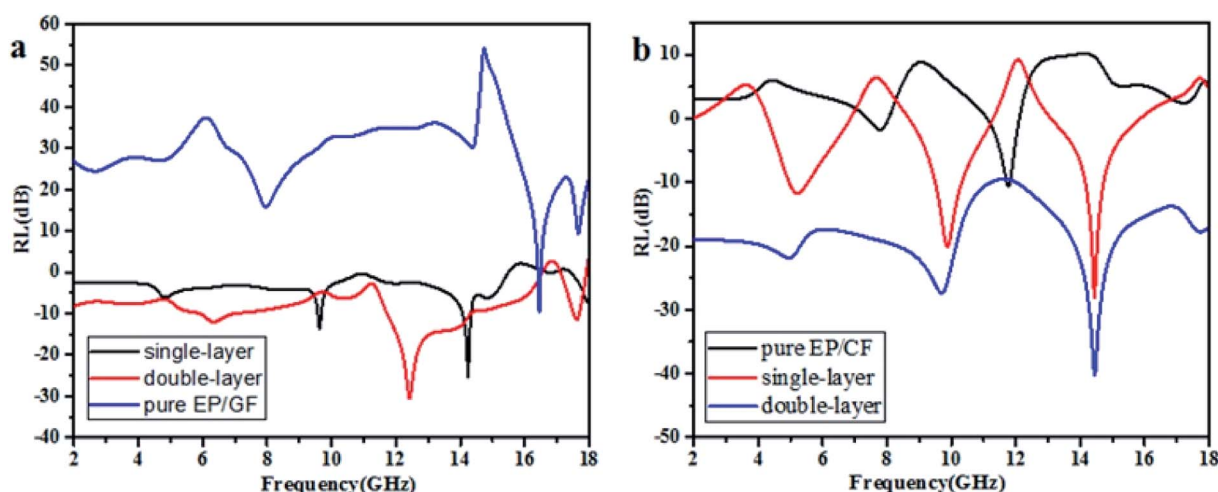 a
60
50
40
30
20
10
0
-10
-20
-30
-40
RL(dB)
single-layer
double-layer
pure EP/GF
2 4 6 8 10 12 14 16 18
Frequency(GHz)
b
10
0
-10
-20
-30
-40
-50
RL(dB)
pure EP/CF
single-layer
double-layer
2 4 6 8 10 12 14 16 18
Frequency(GHz)